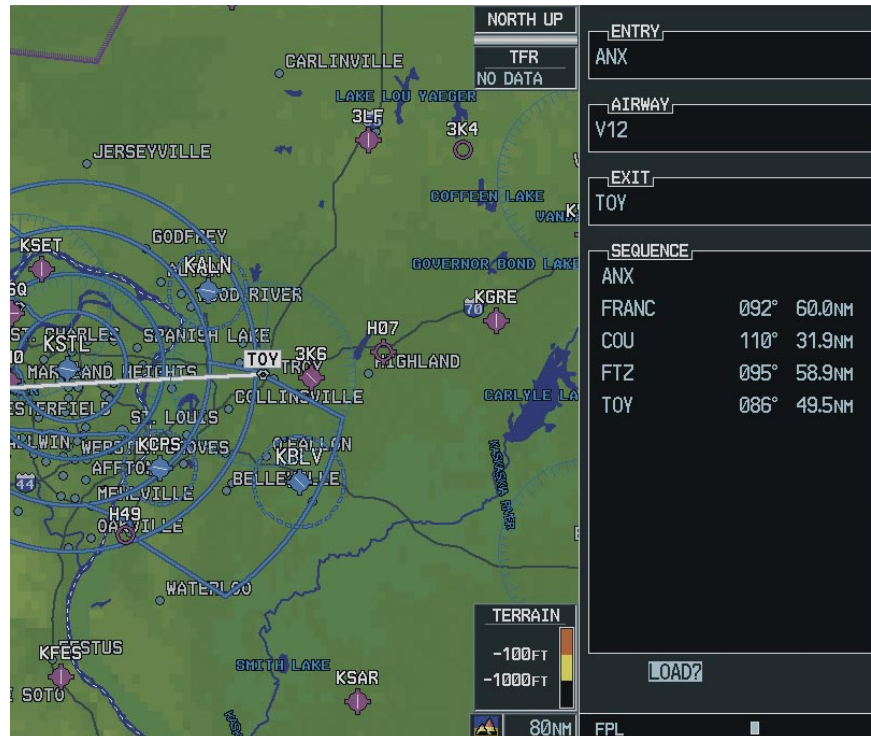 NORTH UP
TFR
NO DATA
CARLINVILLE
LAKE LOU YAEGER
3LF
3K4
JERSEYVILLE
COFFEEN LAKE
GODFREY
KSET
KALN
GOVERNOR BOND LAKE
WOOD RIVER
70
KGRE
ST. CHARLES
SPANISH LAKE
H07
KSTL
TOY
TROY
3K6
HIGHLAND
MARYLAND HEIGHTS
COLLINSVILLE
ST. LOUIS
CARLYLE LA
KCPS
O'FALLON
KBLV
AFFTON
BELLEVILLE
44
MEHLVILLE
KASKASKIA RIVER
H49
OAKVILLE
WATERLOO
FESTUS
KFES
SMITH LAKE
KSAR
SOTO
TERRAIN
-100FT
-1000FT
80NM
ENTRY
ANX
AIRWAY
V12
EXIT
TOY
SEQUENCE
ANX
FRANC 092° 60.0NM
COU 110° 31.9NM
FTZ 095° 58.9NM
TOY 086° 49.5NM
LOAD?
FPL